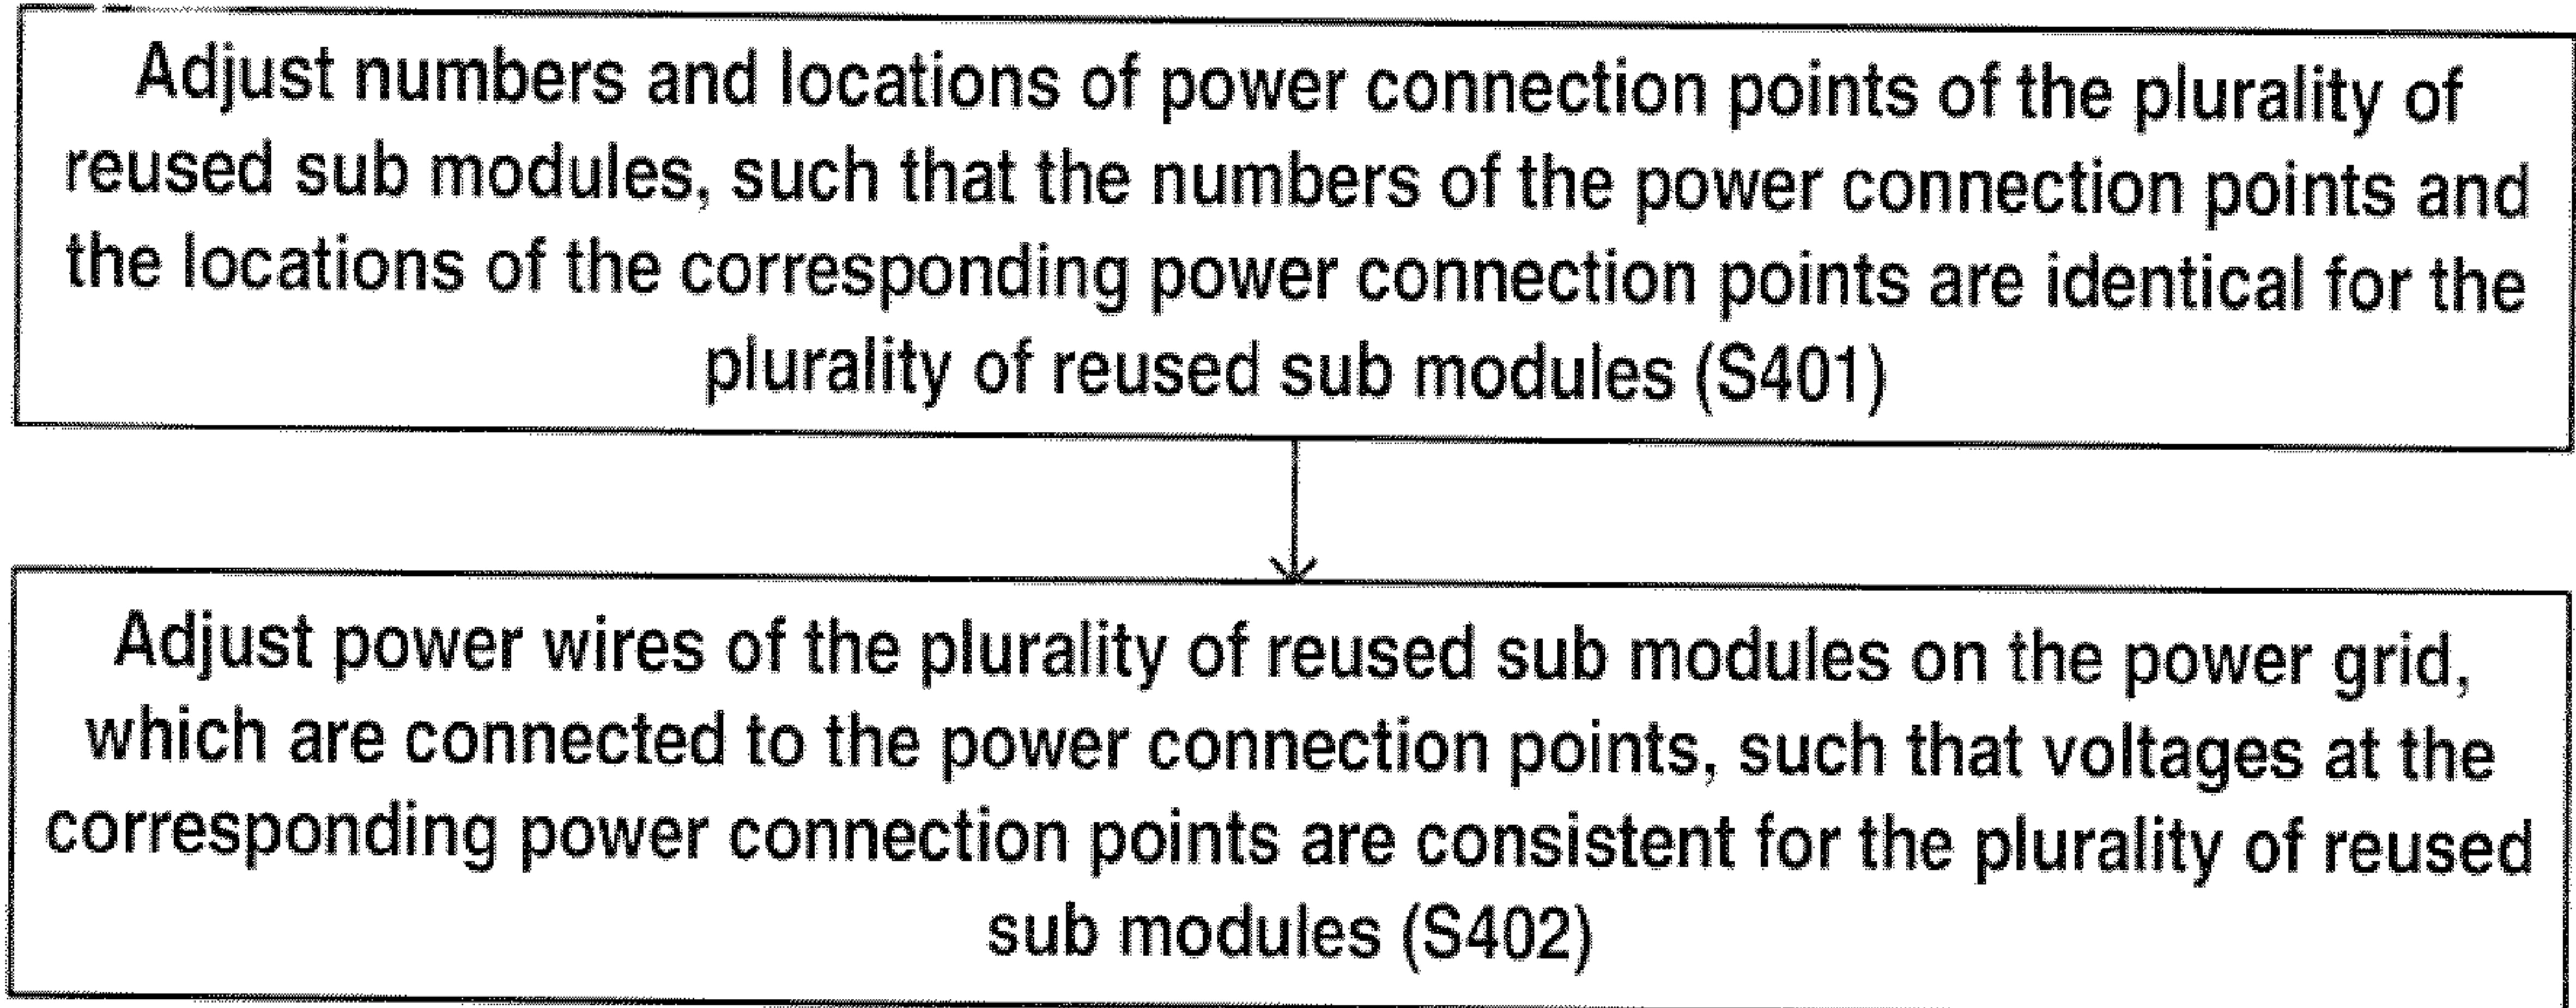 Adjust numbers and locations of power connection points of the plurality of
reused sub modules, such that the numbers of the power connection points and
the locations of the corresponding power connection points are identical for the
plurality of reused sub modules (S401)
Adjust power wires of the plurality of reused sub modules on the power grid,
which are connected to the power connection points, such that voltages at the
corresponding power connection points are consistent for the plurality of reused
sub modules (S402)